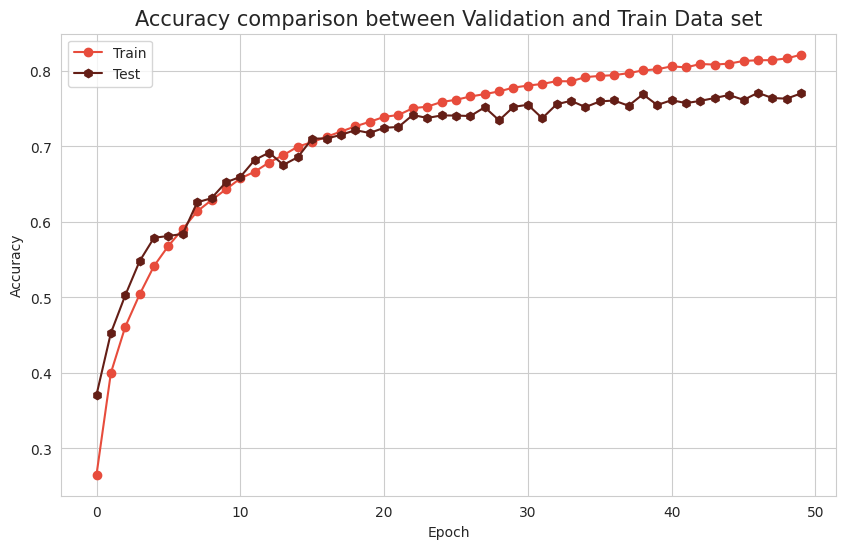 Accuracy comparison between Validation and Train Data set
Train
Test
0.8
0.7
0.6
0.5
0.4
0.3
Accuracy
0 10 20 30 40 50
Epoch